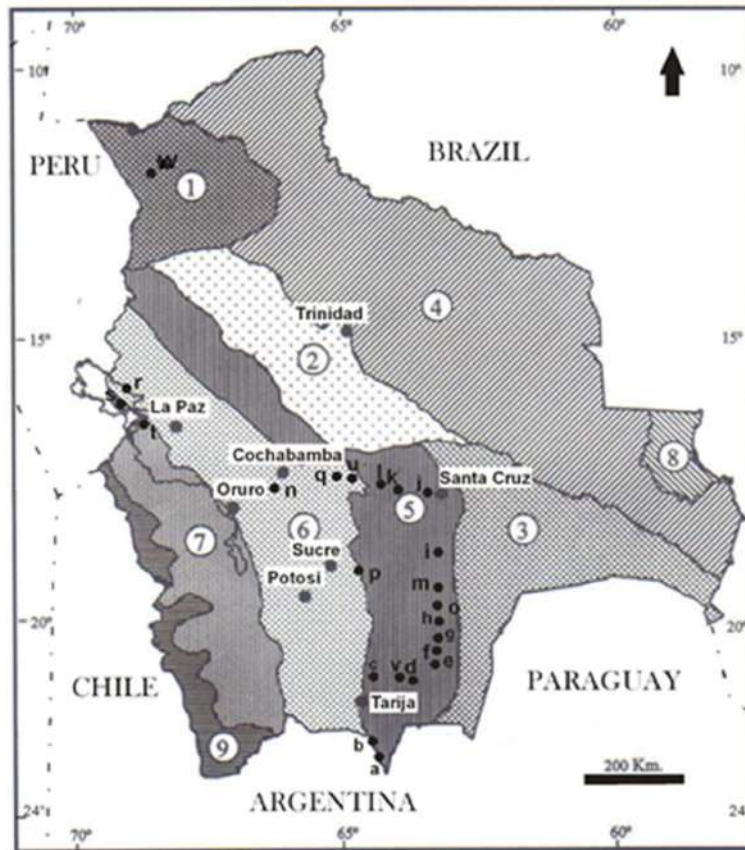 70°
65°
60°
10°
10°
PERU
W
1
BRAZIL
4
Trinidad
15°
15°
2
r
s
t
La Paz
8
Cochabamba
q
u
l
k
j
Santa Cruz
Oruro
n
5
3
6
7
i
Sucre
p
Potosi
m
o
h
20°
20°
g
f
e
c
v
d
CHILE
PARAGUAY
Tarija
9
b
a
200 Km.
ARGENTINA
24°
24°
70°
65°
60°